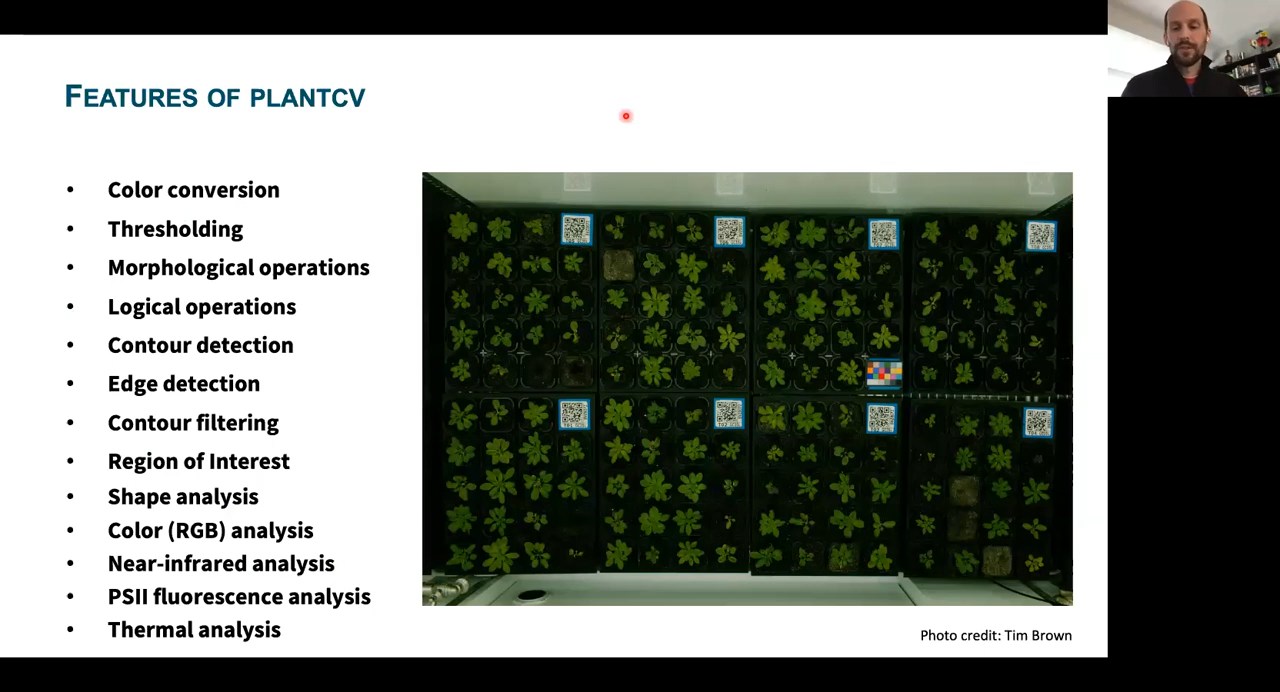 FEATURES OF PLANTCV
• Color conversion
• Thresholding
• Morphological operations
• Logical operations
• Contour detection
• Edge detection
• Contour filtering
• Region of Interest
• Shape analysis
• Color (RGB) analysis
• Near-infrared analysis
• PSII fluorescence analysis
• Thermal analysis
Photo credit: Tim Brown